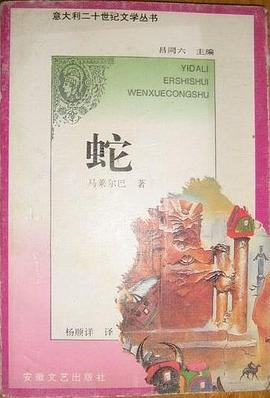 意大利二十世纪文学丛书
吕同六 主编
YIDALI
ERSHISHIJI
WENXUECONGSHU
蛇
马莱尔巴 著
杨顺祥 译
安徽文艺出版社